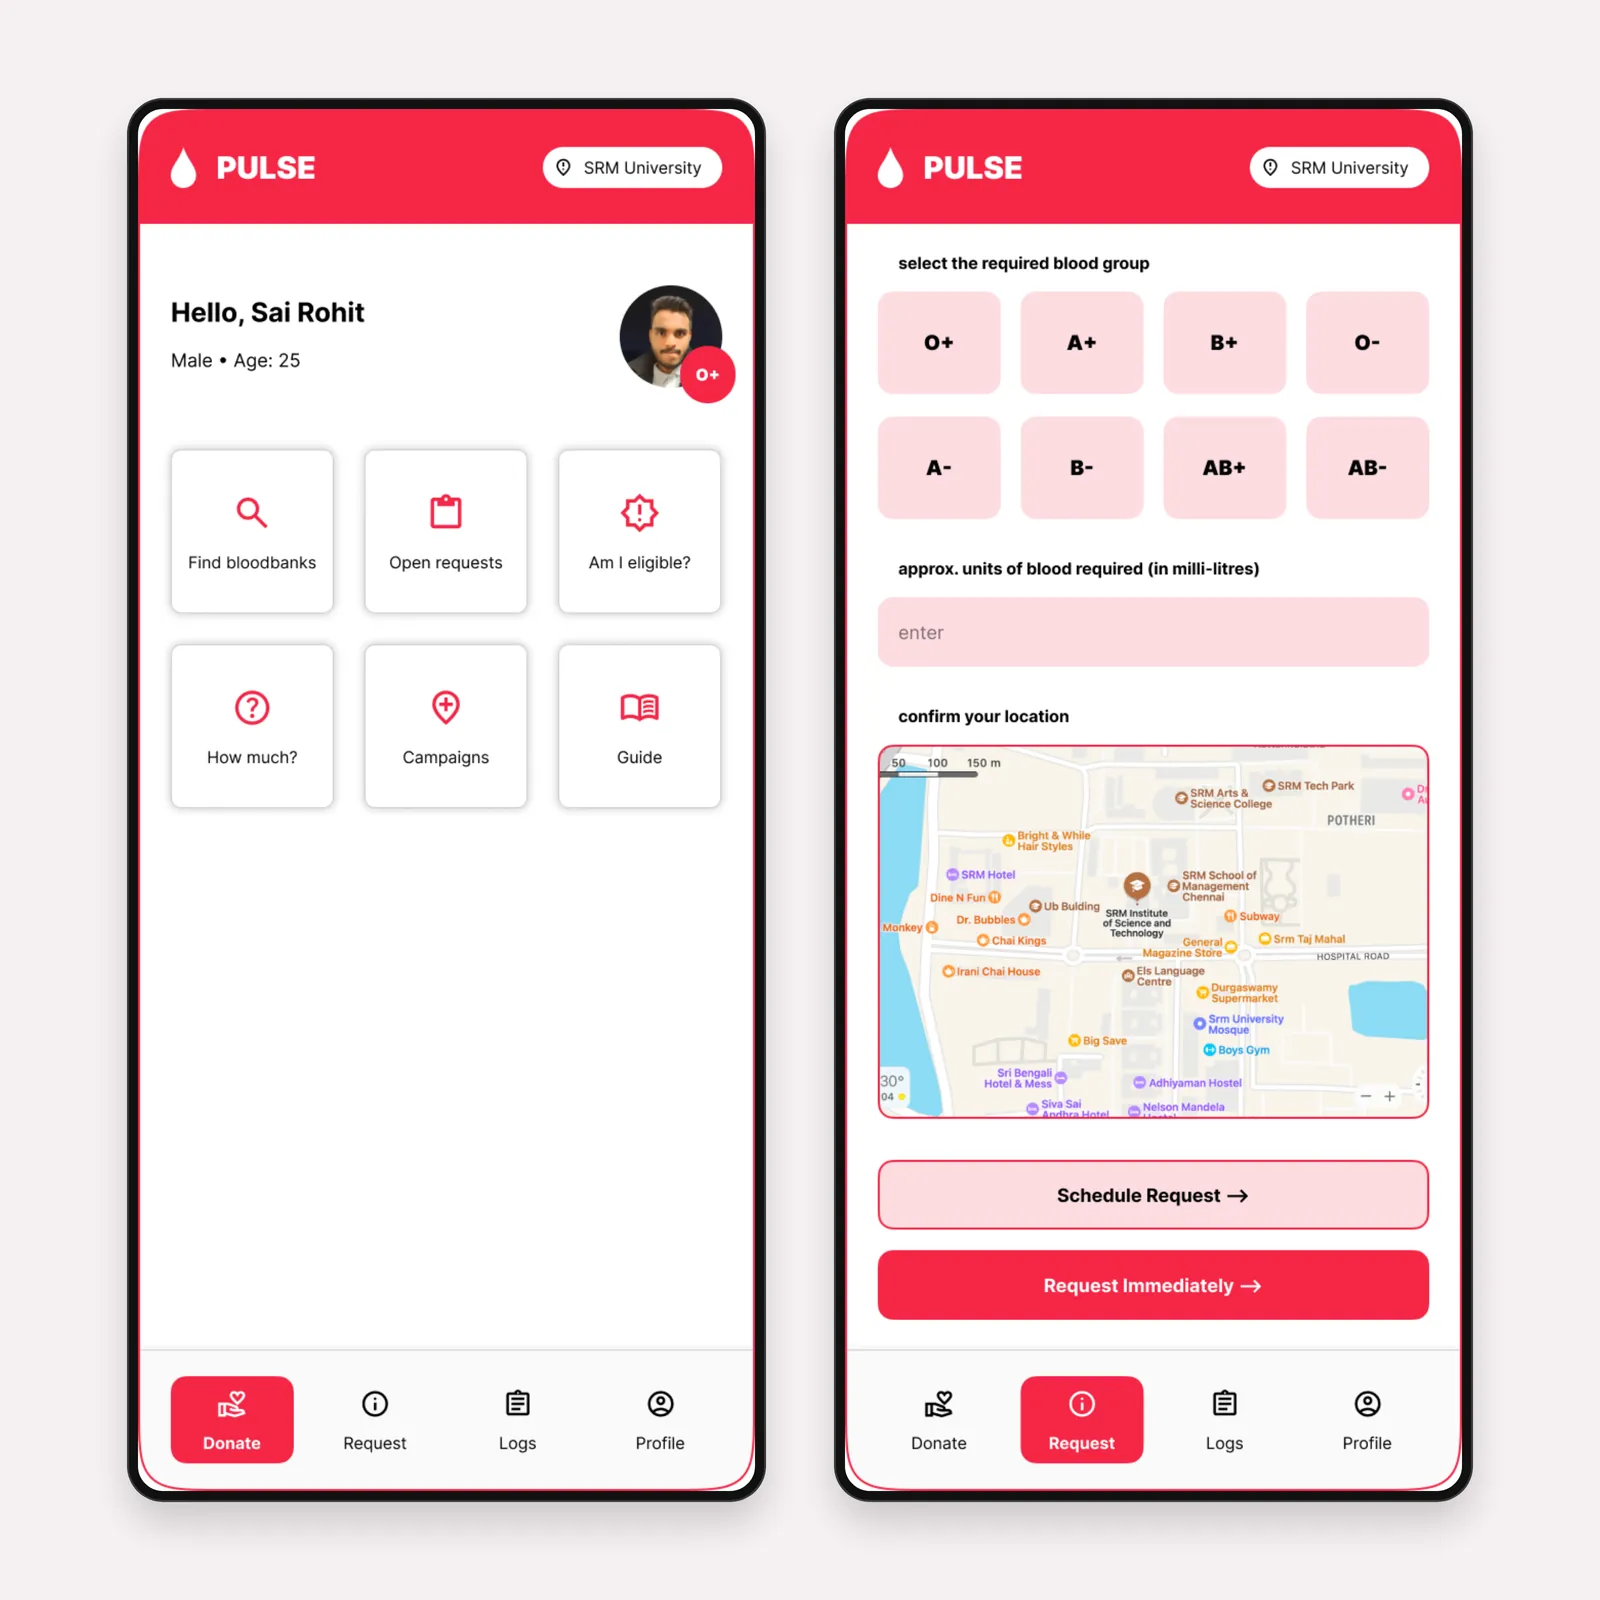 PULSE
SRM University
Hello, Sai Rohit
Male • Age: 25
O+
Find bloodbanks
Open requests
Am I eligible?
How much?
Campaigns
Guide
Donate
Request
Logs
Profile
PULSE
SRM University
select the required blood group
O+
A+
B+
O-
A-
B-
AB+
AB-
approx. units of blood required (in milli-litres)
enter
confirm your location
50 100 150 m
SRM Tech Park
SRM Arts &
Science College
POTHERI
Bright & While
Hair Styles
SRM Hotel
SRM School of
Management
Chennai
Dine N Fun
Ub Bulding
SRM Institute
of Science and
Technology
Dr. Bubbles
Subway
Monkey
Chai Kings
General
Magazine Store
Srm Taj Mahal
HOSPITAL ROAD
Irani Chai House
Els Language
Centre
Durgaswamy
Supermarket
Srm University
Mosque
Big Save
Boys Gym
Sri Bengali
Hotel & Mess
30°
04
Adhiyaman Hostel
Siva Sai
Andhra Hotel
Nelson Mandela
Hostel
− +
Schedule Request →
Request Immediately →
Donate
Request
Logs
Profile